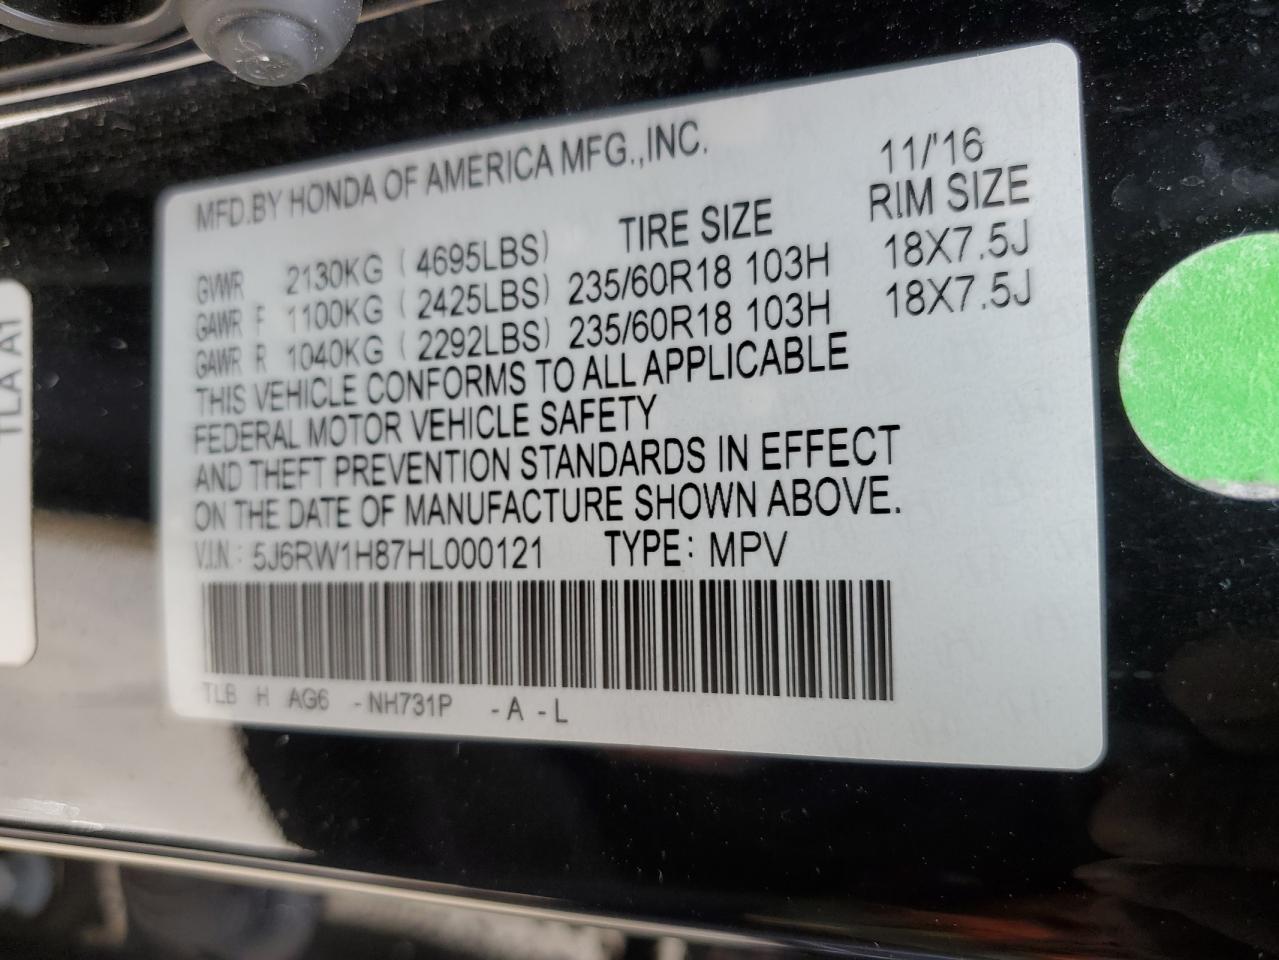 MFD.BY HONDA OF AMERICA MFG.,INC. 11/'16
TIRE SIZE RIM SIZE
GVWR 2130KG (4695LBS)
GAWR F 1100KG (2425LBS) 235/60R18 103H 18X7.5J
GAWR R 1040KG (2292LBS) 235/60R18 103H 18X7.5J
THIS VEHICLE CONFORMS TO ALL APPLICABLE
FEDERAL MOTOR VEHICLE SAFETY
AND THEFT PREVENTION STANDARDS IN EFFECT
ON THE DATE OF MANUFACTURE SHOWN ABOVE.
V.I.N.: 5J6RW1H87HL000121 TYPE: MPV
TLB H AG6 -NH731P -A -L
TLA A1